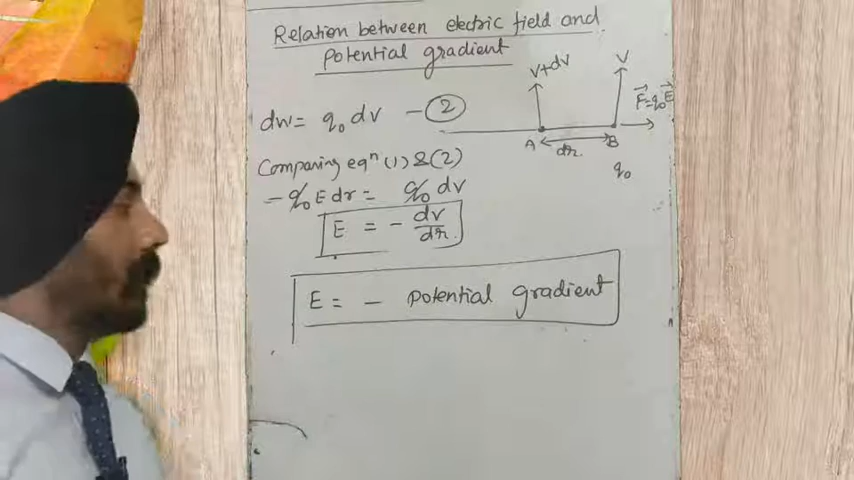 Relation between electric field and
Potential gradient
dw = q₀ dv — ②
V+dv
V
F⃗=q₀E⃗
A
dr
B
q₀
Comparing eqⁿ (1) & (2)
- q₀ E dr = q₀ dv
E = - dv/dr
E = - Potential gradient